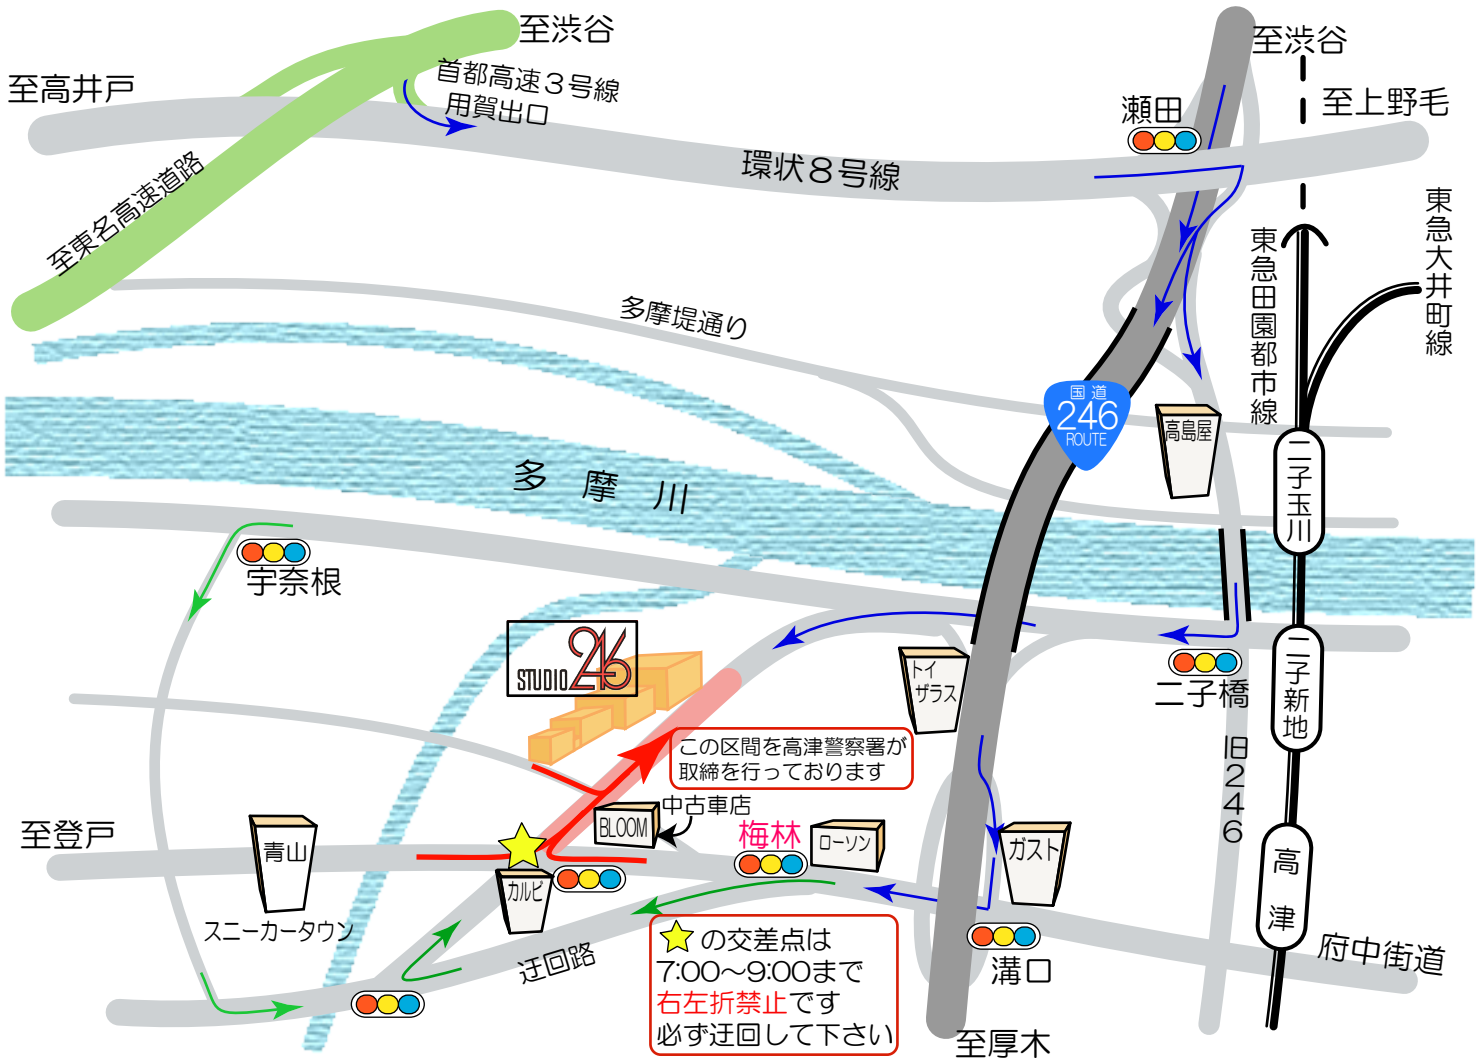 至渋谷
至高井戸
首都高速3号線
用賀出口
至渋谷
至上野毛
瀬田
環状8号線
至東名高速道路
東急大井町線
東急田園都市線
多摩堤通り
国道
246
ROUTE
高島屋
二子玉川
多摩川
宇奈根
STUDIO 246
トイ
ザラス
二子橋
二子新地
この区間を高津警察署が
取締を行っております
旧246
中古車店
BLOOM
梅林
ローソン
ガスト
至登戸
青山
スニーカータウン
カルビ
高津
迂回路
の交差点は
7:00〜9:00まで
右左折禁止です
必ず迂回して下さい
溝口
府中街道
至厚木